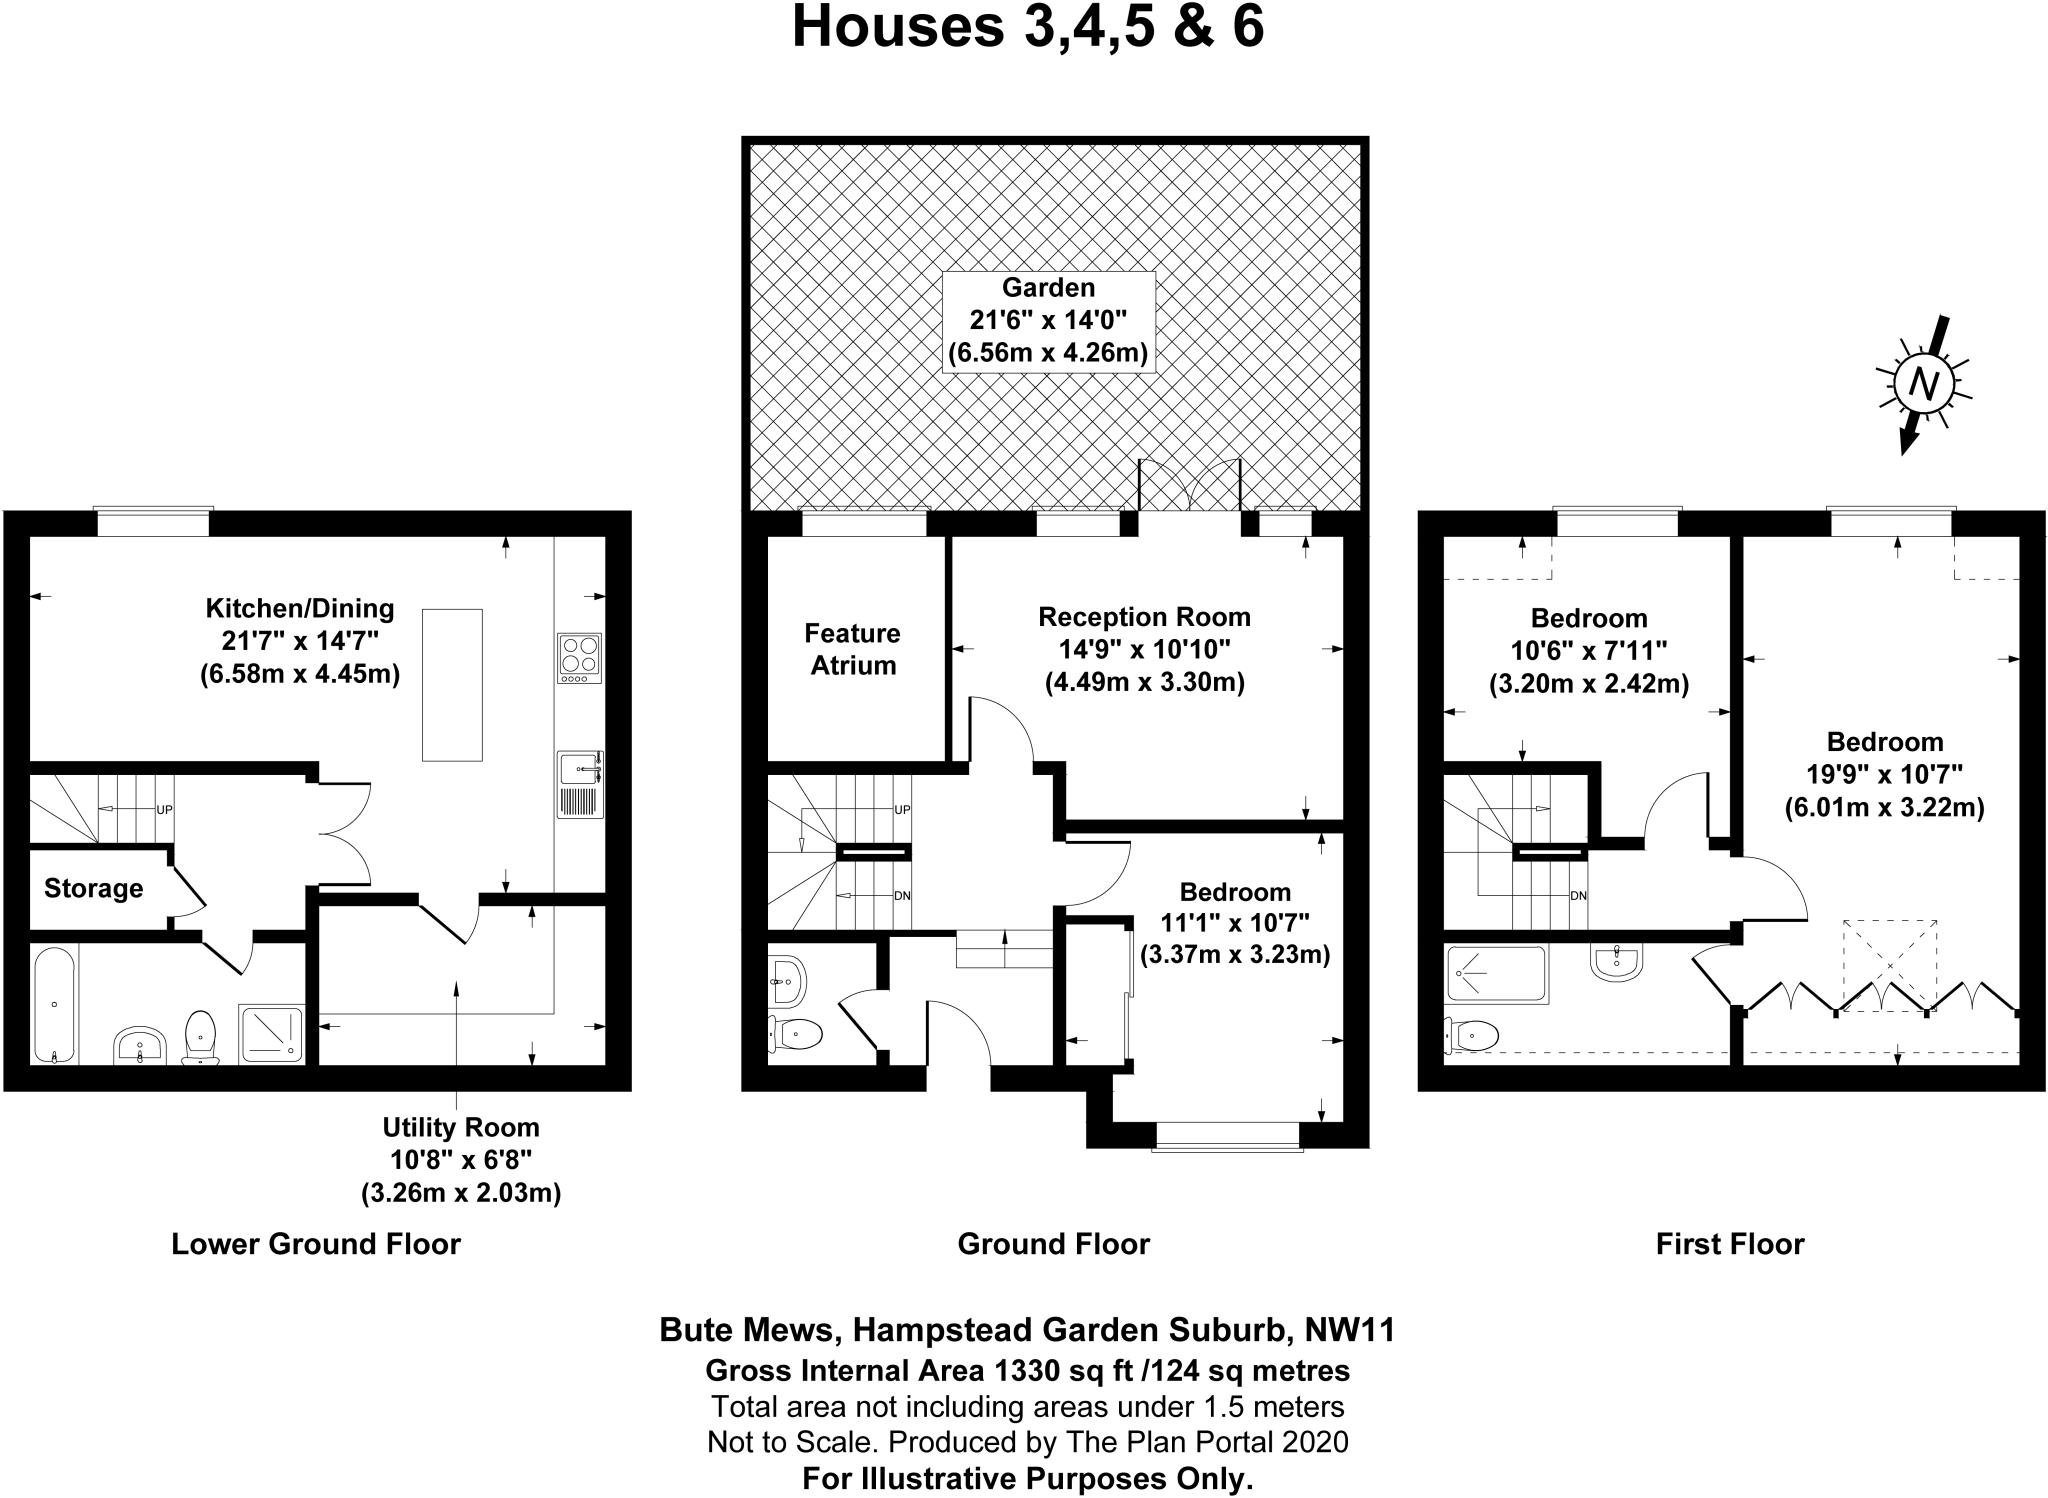 Houses 3,4,5 & 6
Garden
21'6" x 14'0"
(6.56m x 4.26m)
N
Kitchen/Dining
21'7" x 14'7"
(6.58m x 4.45m)
UP
Storage
Utility Room
10'8" x 6'8"
(3.26m x 2.03m)
Lower Ground Floor
Feature
Atrium
Reception Room
14'9" x 10'10"
(4.49m x 3.30m)
UP
DN
Bedroom
11'1" x 10'7"
(3.37m x 3.23m)
Ground Floor
Bedroom
10'6" x 7'11"
(3.20m x 2.42m)
Bedroom
19'9" x 10'7"
(6.01m x 3.22m)
DN
First Floor
Bute Mews, Hampstead Garden Suburb, NW11
Gross Internal Area 1330 sq ft /124 sq metres
Total area not including areas under 1.5 meters
Not to Scale. Produced by The Plan Portal 2020
For Illustrative Purposes Only.